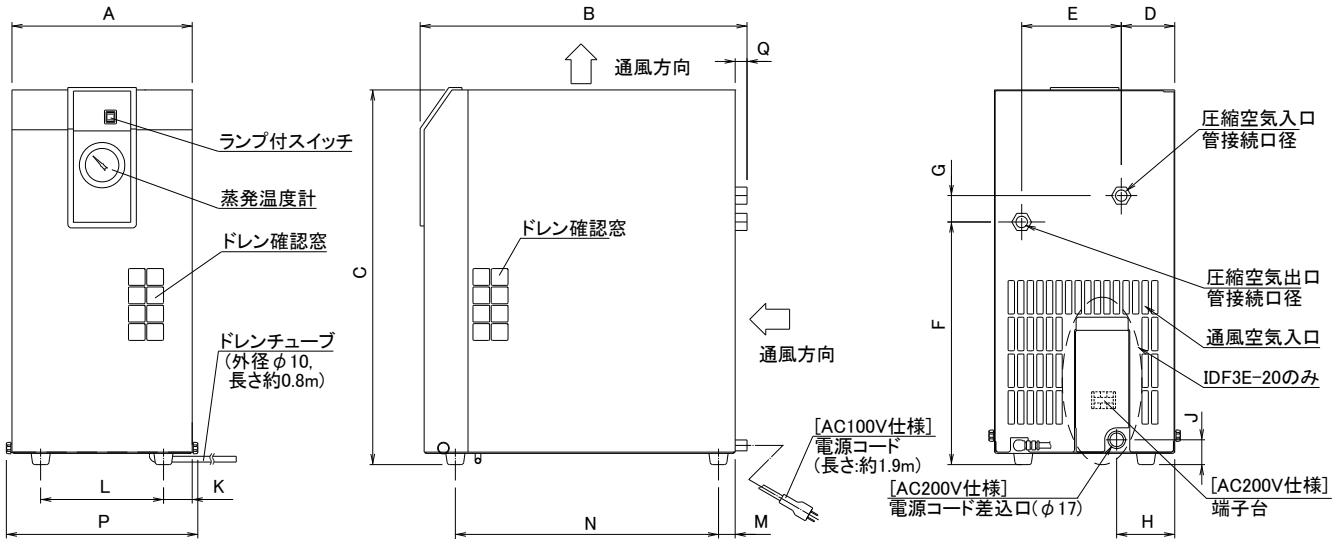 A
B
Q
E
D
通風方向
ランプ付スイッチ
蒸発温度計
ドレン確認窓
ドレンチューブ
(外径φ10,
長さ約0.8m)
L
K
P
C
ドレン確認窓
通風方向
[AC100V仕様]
電源コード
(長さ:約1.9m)
N
M
G
F
圧縮空気入口
管接続口径
圧縮空気出口
管接続口径
通風空気入口
IDF3E-20のみ
J
[AC200V仕様]
電源コード差込口(φ17)
[AC200V仕様]
端子台
H